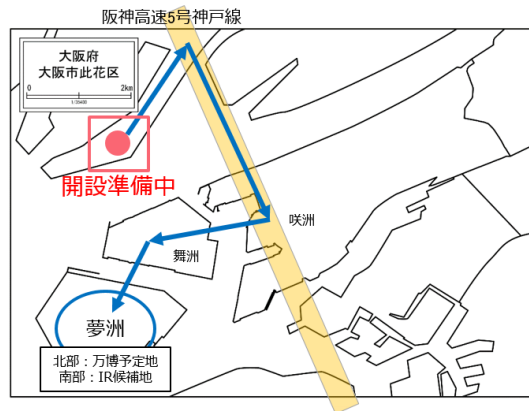 阪神高速5号神戸線
大阪府
大阪市此花区
0 2km
1/35000
開設準備中
咲洲
舞洲
夢洲
北部：万博予定地
南部：IR候補地